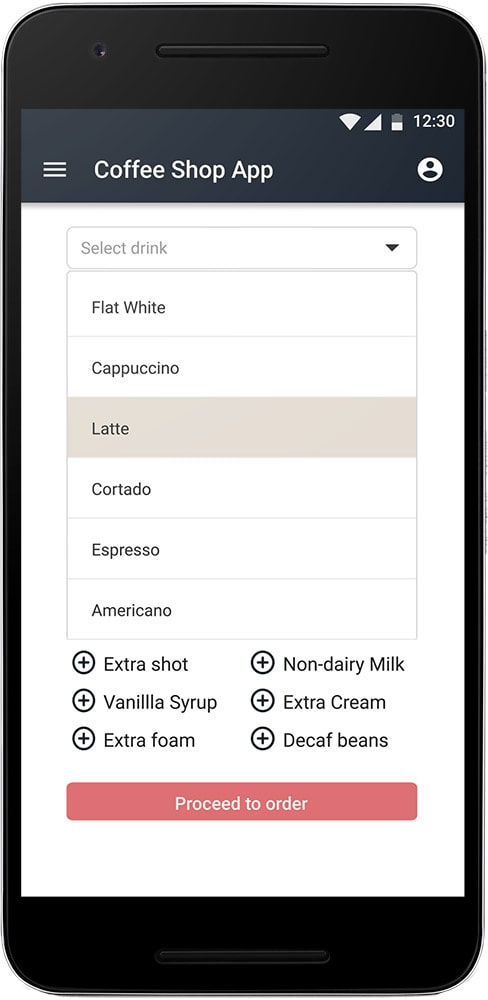 12:30
Coffee Shop App
Select drink
Flat White
Cappuccino
Latte
Cortado
Espresso
Americano
Extra shot
Non-dairy Milk
Vanillla Syrup
Extra Cream
Extra foam
Decaf beans
Proceed to order